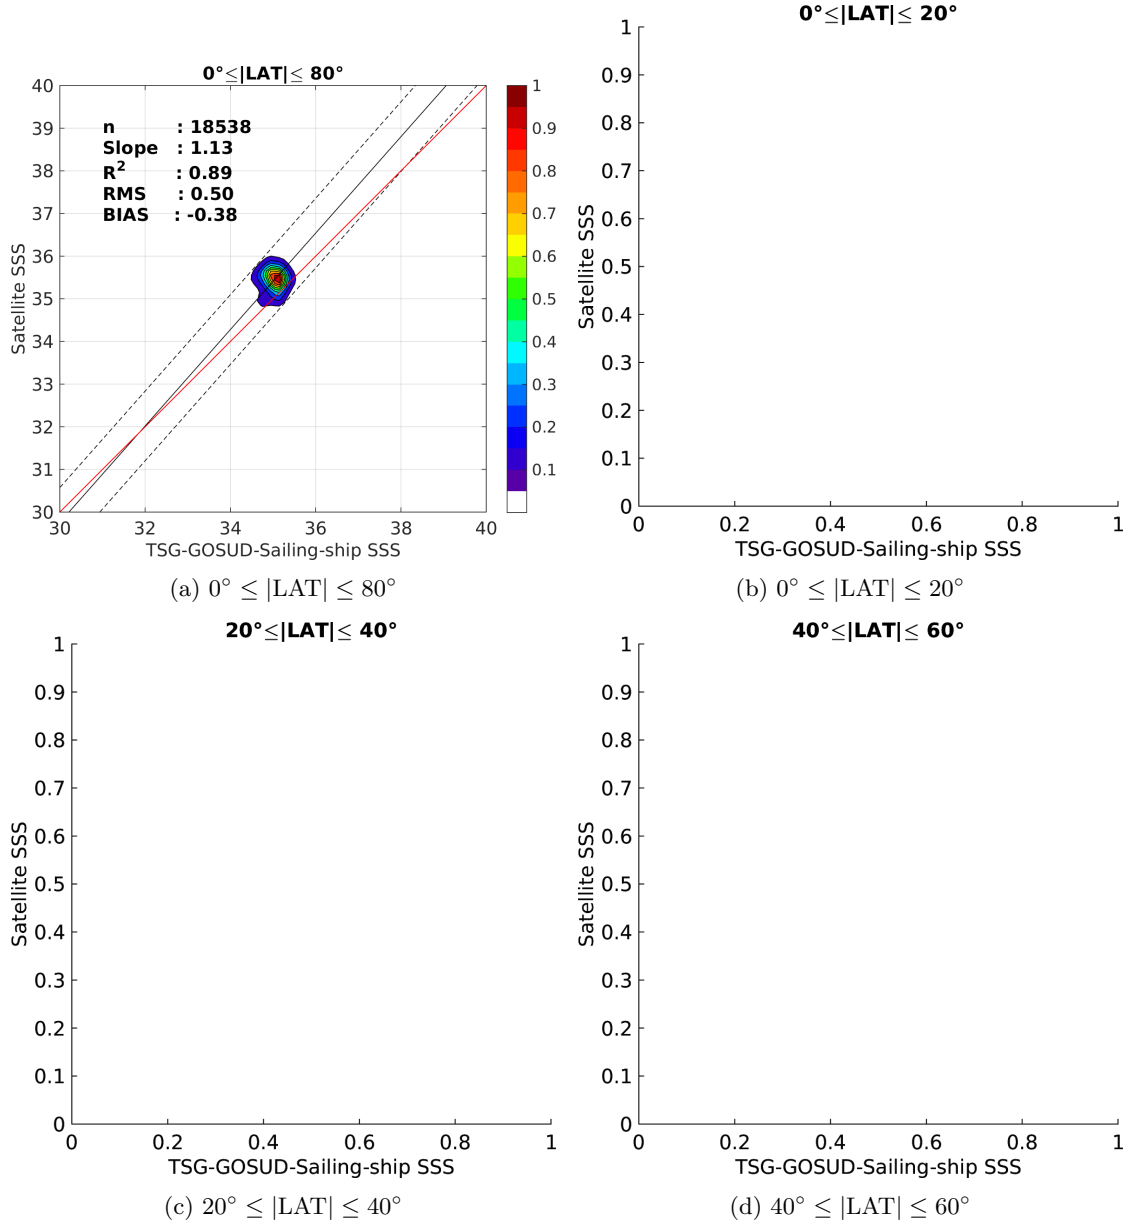 0°≤|LAT|≤ 80°
40
39
38
37
36
35
34
33
32
31
30
n : 18538
Slope : 1.13
R² : 0.89
RMS : 0.50
BIAS : -0.38
Satellite SSS
30 32 34 36 38 40
TSG-GOSUD-Sailing-ship SSS
1
0.9
0.8
0.7
0.6
0.5
0.4
0.3
0.2
0.1
(a) 0° ≤ |LAT| ≤ 80°
0°≤|LAT|≤ 20°
1
0.9
0.8
0.7
0.6
0.5
0.4
0.3
0.2
0.1
0
Satellite SSS
0 0.2 0.4 0.6 0.8 1
TSG-GOSUD-Sailing-ship SSS
(b) 0° ≤ |LAT| ≤ 20°
20°≤|LAT|≤ 40°
1
0.9
0.8
0.7
0.6
0.5
0.4
0.3
0.2
0.1
0
Satellite SSS
0 0.2 0.4 0.6 0.8 1
TSG-GOSUD-Sailing-ship SSS
(c) 20° ≤ |LAT| ≤ 40°
40°≤|LAT|≤ 60°
1
0.9
0.8
0.7
0.6
0.5
0.4
0.3
0.2
0.1
0
Satellite SSS
0 0.2 0.4 0.6 0.8 1
TSG-GOSUD-Sailing-ship SSS
(d) 40° ≤ |LAT| ≤ 60°